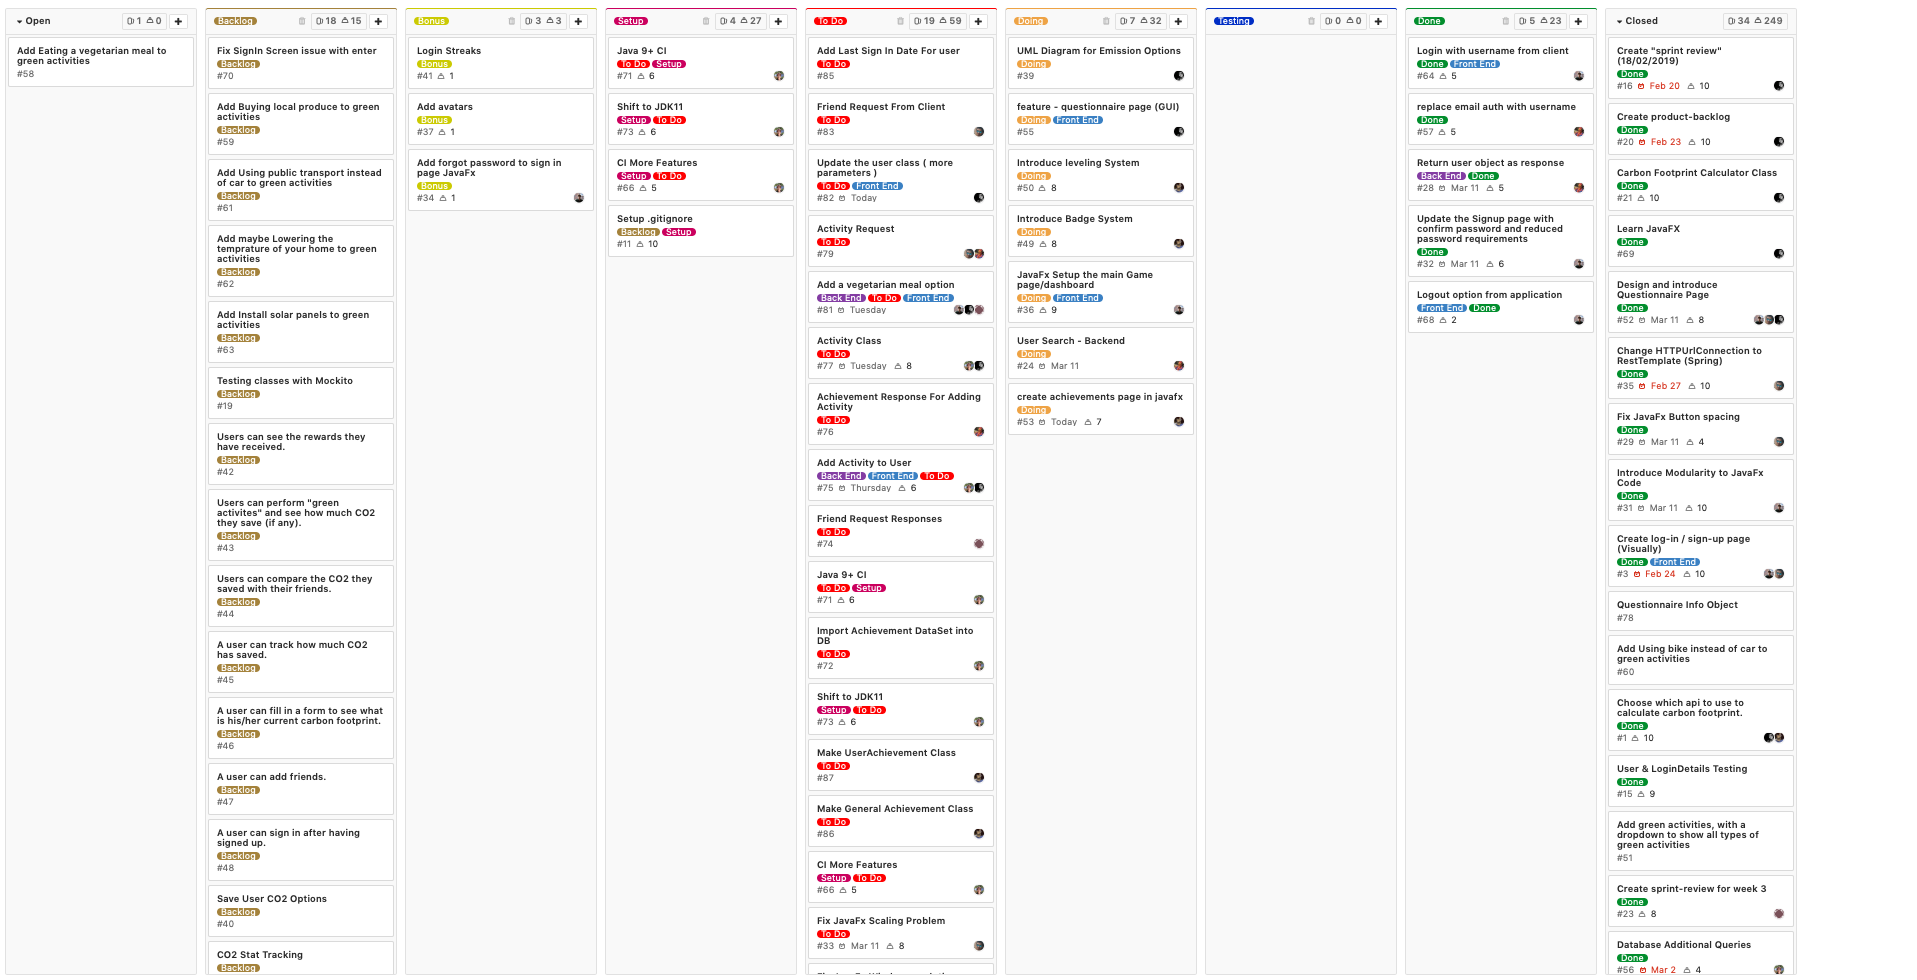 Open
1 0
Add Eating a vegetarian meal to
green activities
#58
Backlog
18 15
Fix SignIn Screen issue with enter
Backlog
#70
Add Buying local produce to green
activities
Backlog
#59
Add Using public transport instead
of car to green activities
Backlog
#61
Add maybe Lowering the
temprature of your home to green
activities
Backlog
#62
Add Install solar panels to green
activities
Backlog
#63
Testing classes with Mockito
Backlog
#19
Users can see the rewards they
have received.
Backlog
#42
Users can perform "green
activites" and see how much CO2
they save (if any).
Backlog
#43
Users can compare the CO2 they
saved with their friends.
Backlog
#44
A user can track how much CO2
has saved.
Backlog
#45
A user can fill in a form to see what
is his/her current carbon footprint.
Backlog
#46
A user can add friends.
Backlog
#47
A user can sign in after having
signed up.
Backlog
#48
Save User CO2 Options
Backlog
#40
CO2 Stat Tracking
Backlog
Bonus
3 3
Login Streaks
Bonus
#41 1
Add avatars
Bonus
#37 1
Add forgot password to sign in
page JavaFx
Bonus
#34 1
Setup
4 27
Java 9+ CI
To Do Setup
#71 6
Shift to JDK11
Setup To Do
#73 6
CI More Features
Setup To Do
#66 5
Setup .gitignore
Backlog Setup
#11 10
To Do
19 59
Add Last Sign In Date For user
To Do
#85
Friend Request From Client
To Do
#83
Update the user class ( more
parameters )
To Do Front End
#82 Today
Activity Request
To Do
#79
Add a vegetarian meal option
Back End To Do Front End
#81 Tuesday
Activity Class
To Do
#77 Tuesday 8
Achievement Response For Adding
Activity
To Do
#76
Add Activity to User
Back End Front End To Do
#75 Thursday 6
Friend Request Responses
To Do
#74
Java 9+ CI
To Do Setup
#71 6
Import Achievement DataSet into
DB
To Do
#72
Shift to JDK11
Setup To Do
#73 6
Make UserAchievement Class
To Do
#87
Make General Achievement Class
To Do
#86
CI More Features
Setup To Do
#66 5
Fix JavaFx Scaling Problem
To Do
#33 Mar 11 8
Doing
7 32
UML Diagram for Emission Options
Doing
#39
feature - questionnaire page (GUI)
Doing Front End
#55
Introduce leveling System
Doing
#50 8
Introduce Badge System
Doing
#49 8
JavaFx Setup the main Game
page/dashboard
Doing Front End
#36 9
User Search - Backend
Doing
#24 Mar 11
create achievements page in javafx
Doing
#53 Today 7
Testing
0 0
Done
5 23
Login with username from client
Done Front End
#64 5
replace email auth with username
Done
#57 5
Return user object as response
Back End Done
#28 Mar 11 5
Update the Signup page with
confirm password and reduced
password requirements
Done
#32 Mar 11 6
Logout option from application
Front End Done
#68 2
Closed
34 249
Create "sprint review"
(18/02/2019)
Done
#16 Feb 20 10
Create product-backlog
Done
#20 Feb 23 10
Carbon Footprint Calculator Class
Done
#21 10
Learn JavaFX
Done
#69
Design and introduce
Questionnaire Page
Done
#52 Mar 11 8
Change HTTPUrlConnection to
RestTemplate (Spring)
Done
#35 Feb 27 10
Fix JavaFx Button spacing
Done
#29 Mar 11 4
Introduce Modularity to JavaFx
Code
Done
#31 Mar 11 10
Create log-in / sign-up page
(Visually)
Done Front End
#3 Feb 24 10
Questionnaire Info Object
#78
Add Using bike instead of car to
green activities
#60
Choose which api to use to
calculate carbon footprint.
Done
#1 10
User & LoginDetails Testing
Done
#15 9
Add green activities, with a
dropdown to show all types of
green activities
#51
Create sprint-review for week 3
Done
#23 8
Database Additional Queries
Done
#56 Mar 2 4